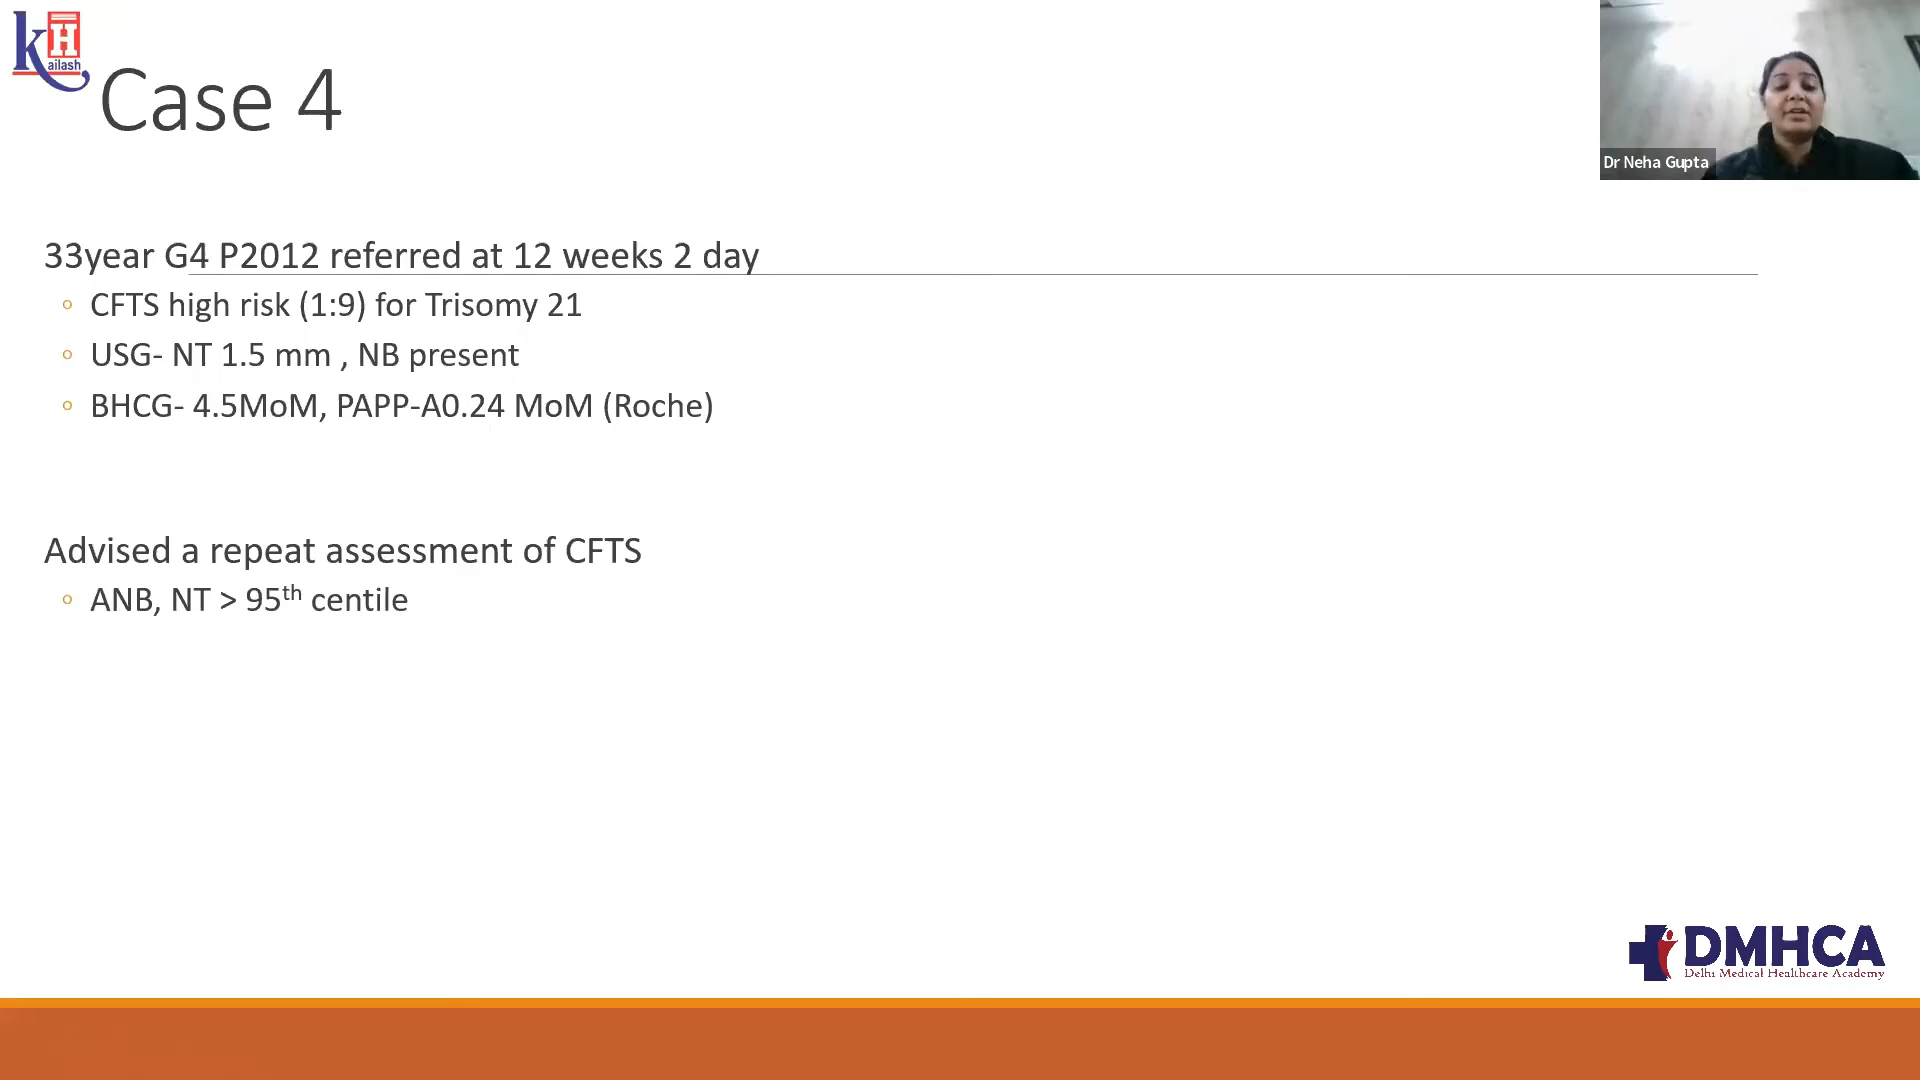 kH
ailash
Case 4
Dr Neha Gupta
33year G4 P2012 referred at 12 weeks 2 day
CFTS high risk (1:9) for Trisomy 21
USG- NT 1.5 mm , NB present
BHCG- 4.5MoM, PAPP-A0.24 MoM (Roche)
Advised a repeat assessment of CFTS
ANB, NT > 95th centile
DMHCA
Delhi Medical Healthcare Academy